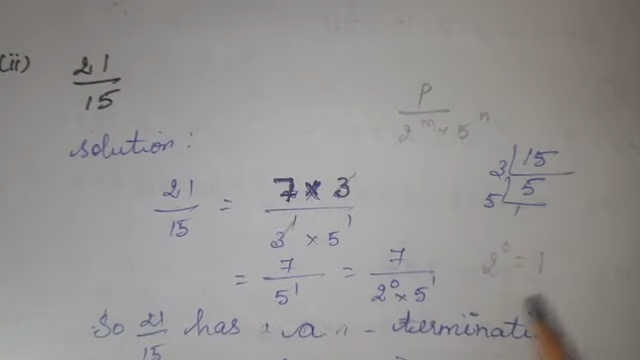 (ii) 21/15
P/2^m×5^n
Solution:
3 | 15
5 | 5
1
21/15 = 7×3/3^1×5^1
= 7/5^1 = 7/2^0×5^1
2^0 = 1
So 21/15 has a